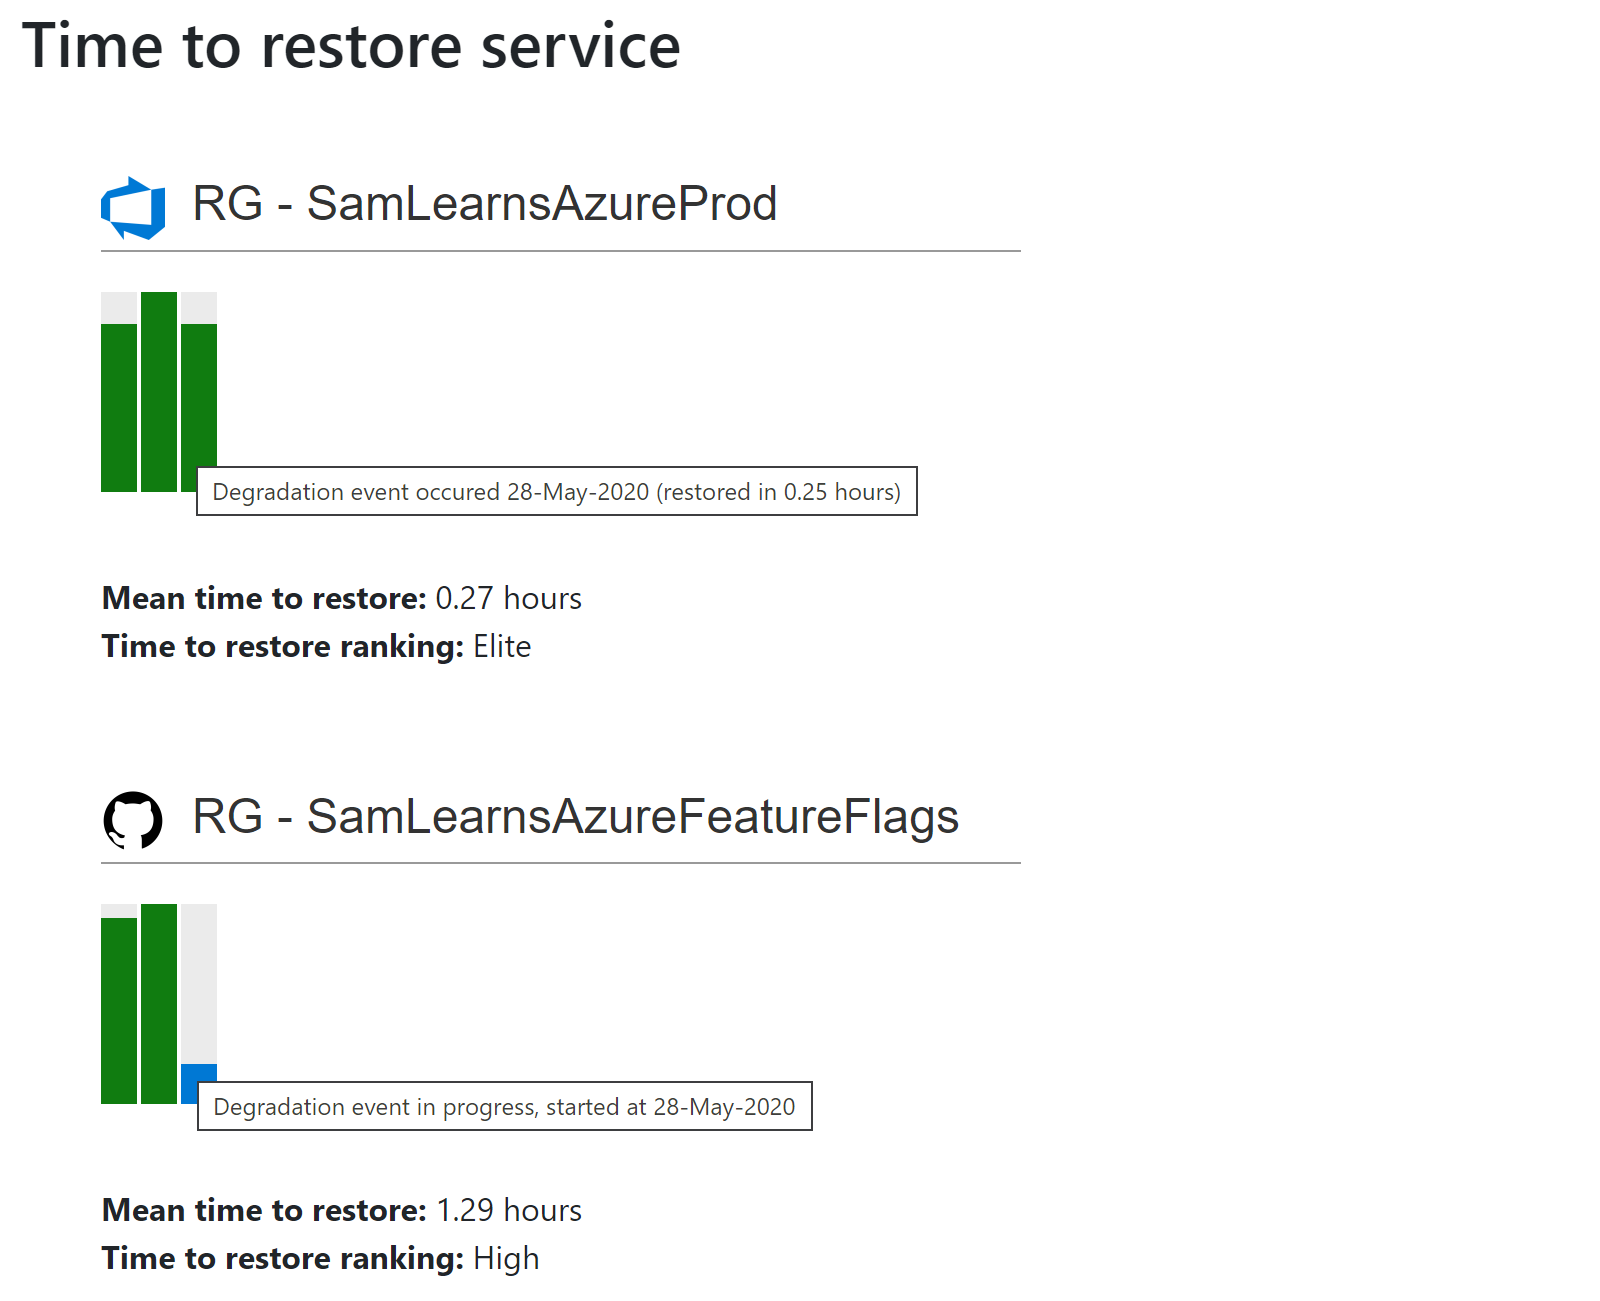 Time to restore service
RG - SamLearnsAzureProd
Degradation event occured 28-May-2020 (restored in 0.25 hours)
Mean time to restore: 0.27 hours
Time to restore ranking: Elite
RG - SamLearnsAzureFeatureFlags
Degradation event in progress, started at 28-May-2020
Mean time to restore: 1.29 hours
Time to restore ranking: High